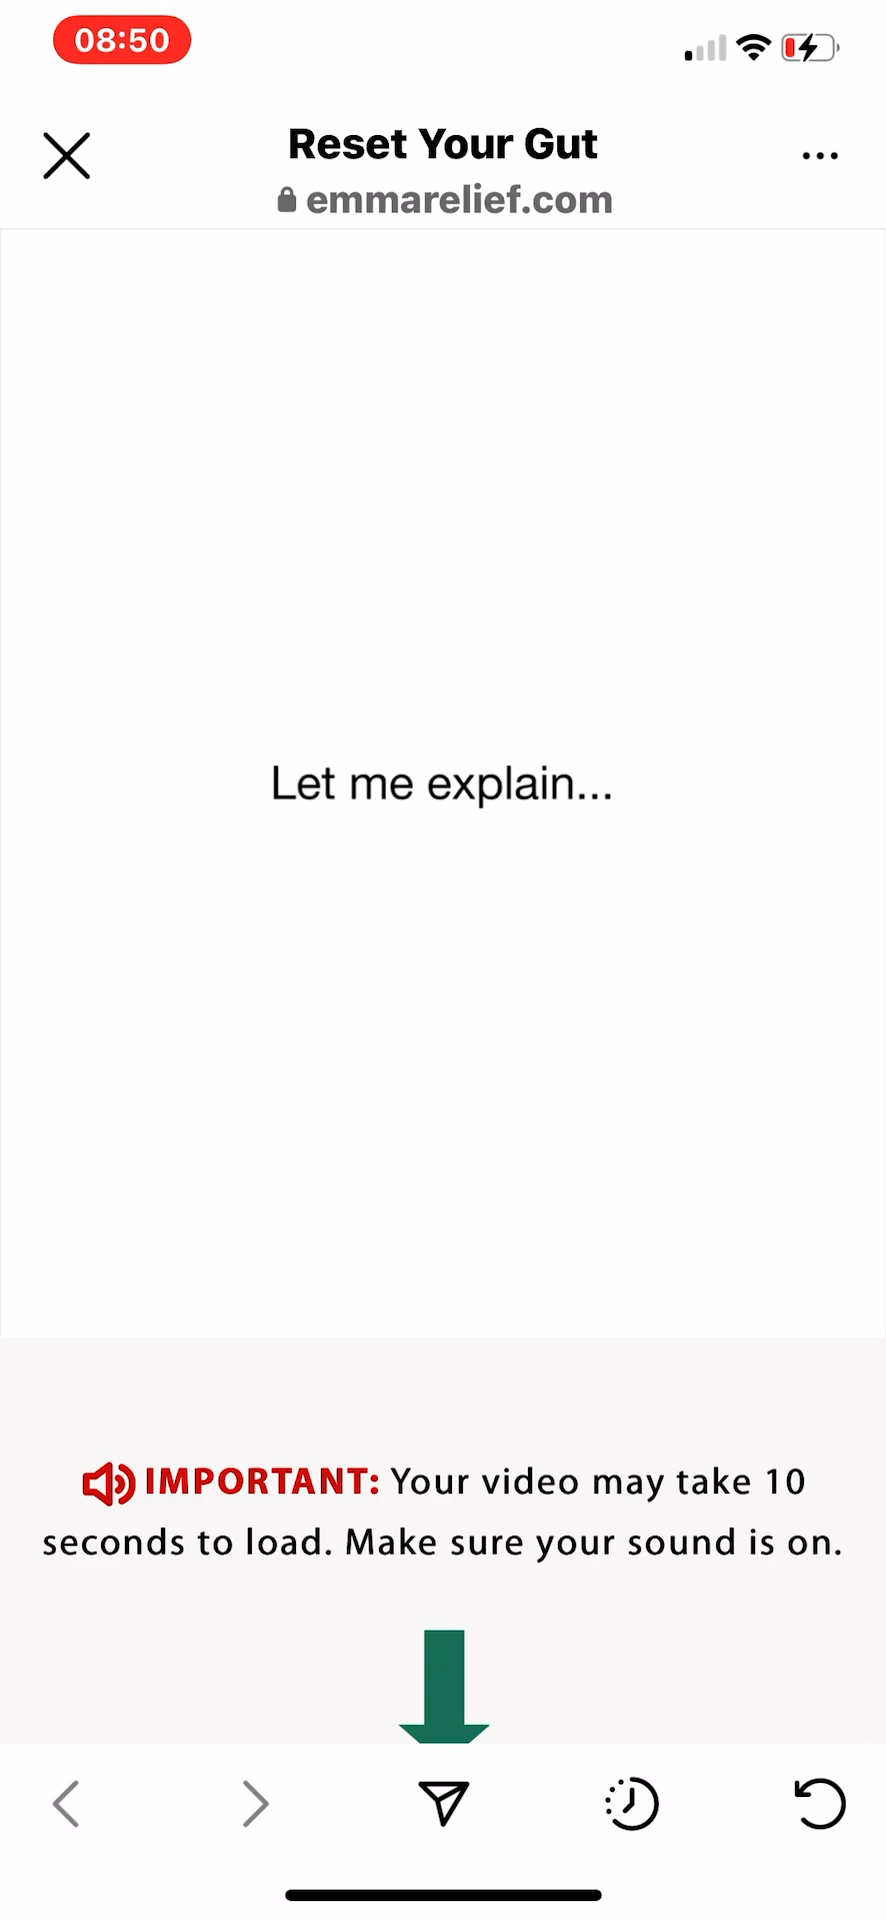 08:50
Reset Your Gut
emmarelief.com
Let me explain...
IMPORTANT: Your video may take 10
seconds to load. Make sure your sound is on.